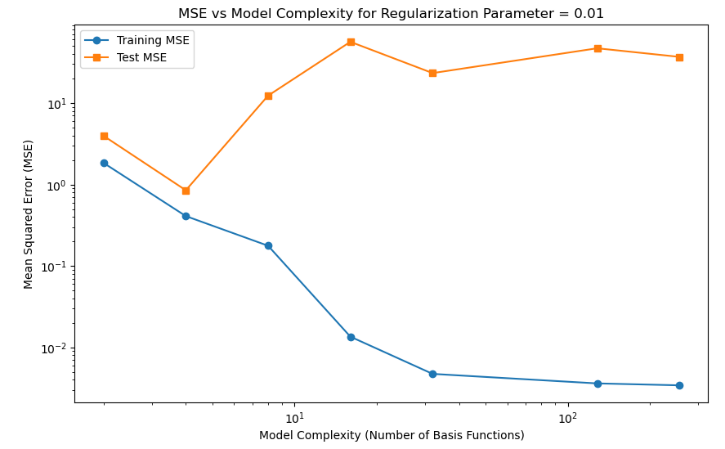 MSE vs Model Complexity for Regularization Parameter = 0.01
Training MSE
Test MSE
Mean Squared Error (MSE)
10¹
10⁰
10⁻¹
10⁻²
10¹ 10²
Model Complexity (Number of Basis Functions)